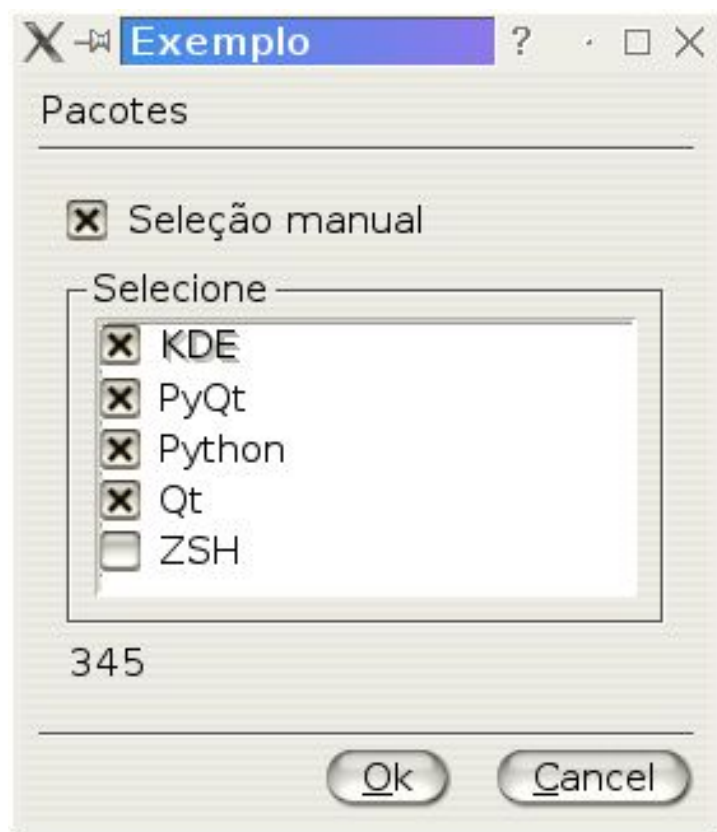 Exemplo ?
Pacotes
Seleção manual
Selecione
KDE
PyQt
Python
Qt
ZSH
345
Ok Cancel